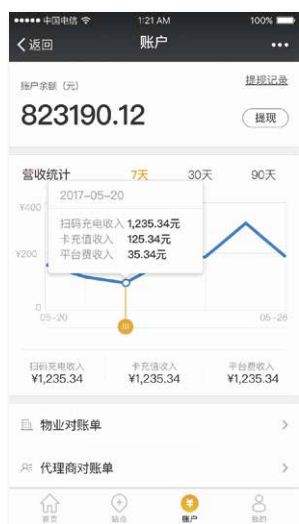 中国电信 1:21 AM 100%
返回 账户
账户余额（元） 提现记录
823190.12 提现
营收统计 7天 30天 90天
¥400
2017-05-20
扫码充电收入 1,235.34元
卡充值收入 125.34元
平台费收入 35.34元
¥200
0
05-20 05-26
扫码充电收入 卡充值收入 平台费收入
¥1,235.34 ¥1,235.34 ¥1,235.34
物业对账单
代理商对账单
首页 站点 账户 我的